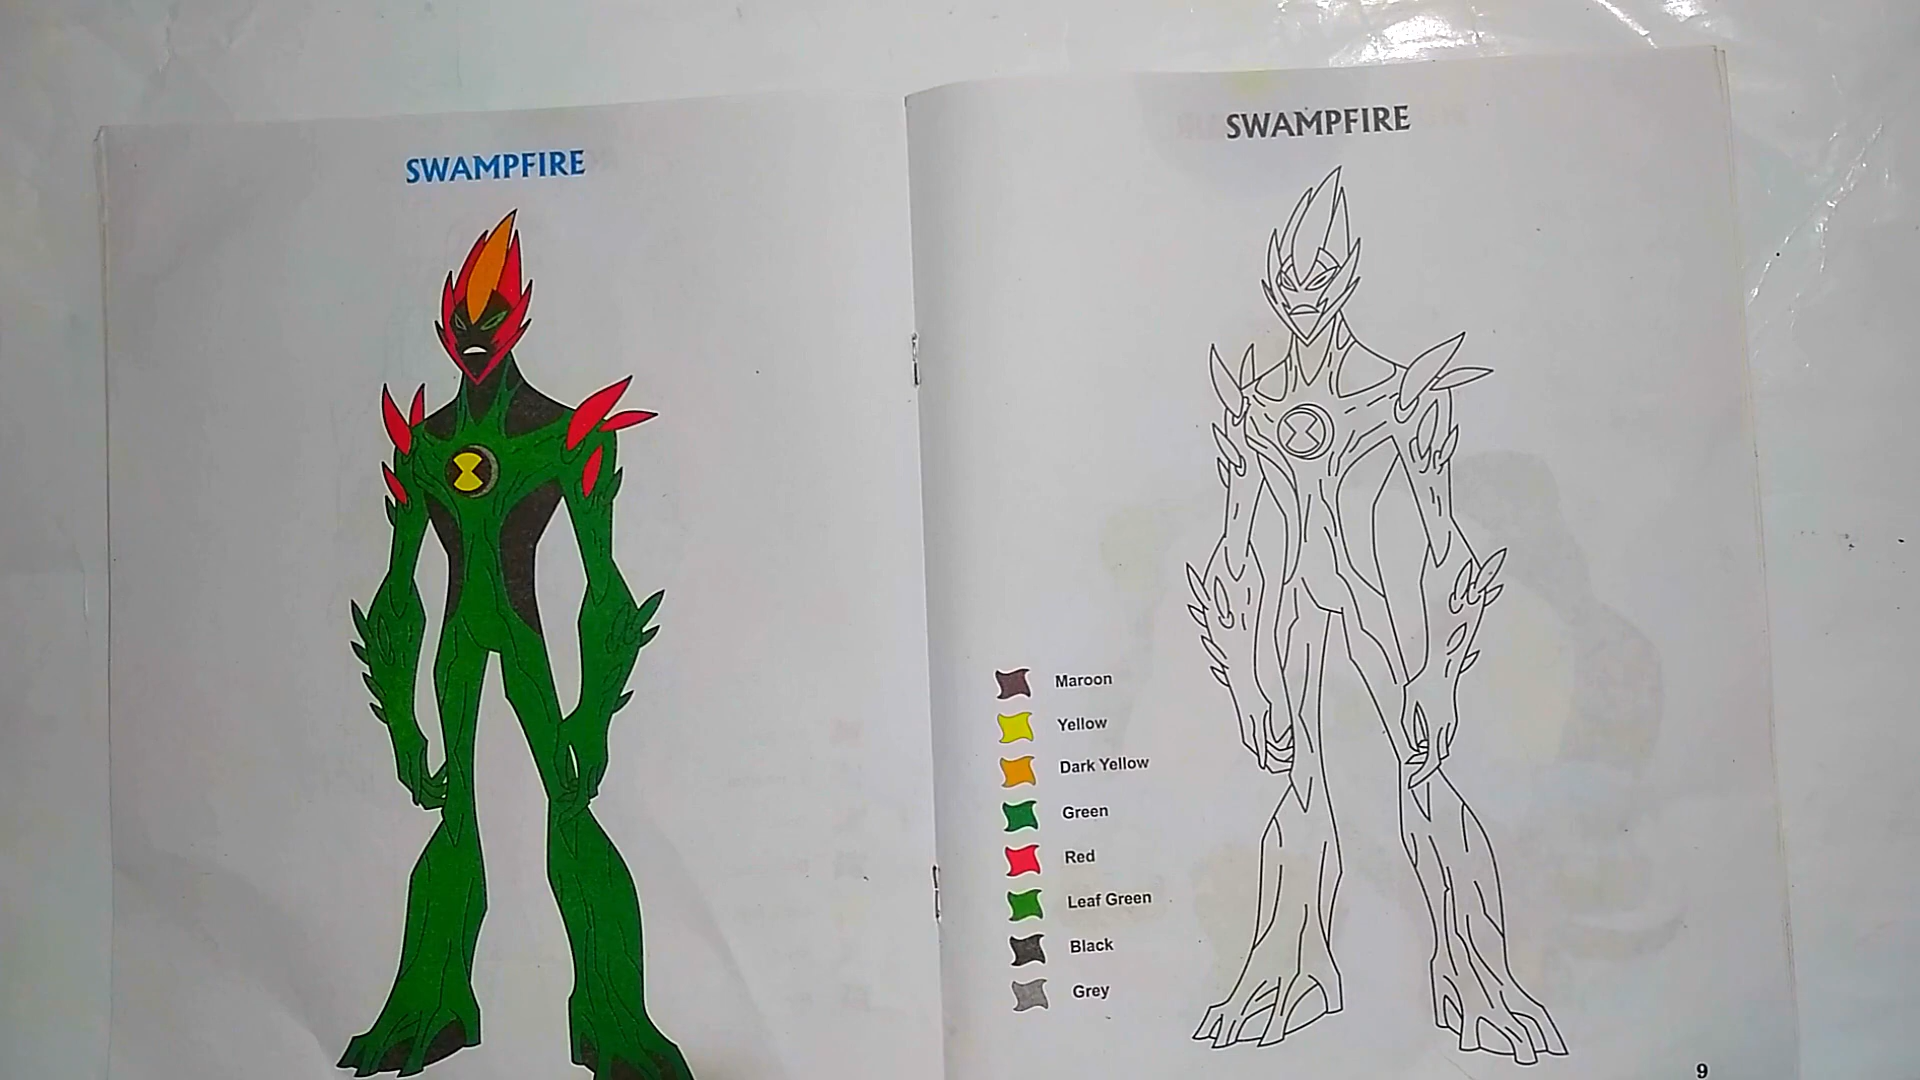 SWAMPFIRE
SWAMPFIRE
Maroon
Yellow
Dark Yellow
Green
Red
Leaf Green
Black
Grey
9